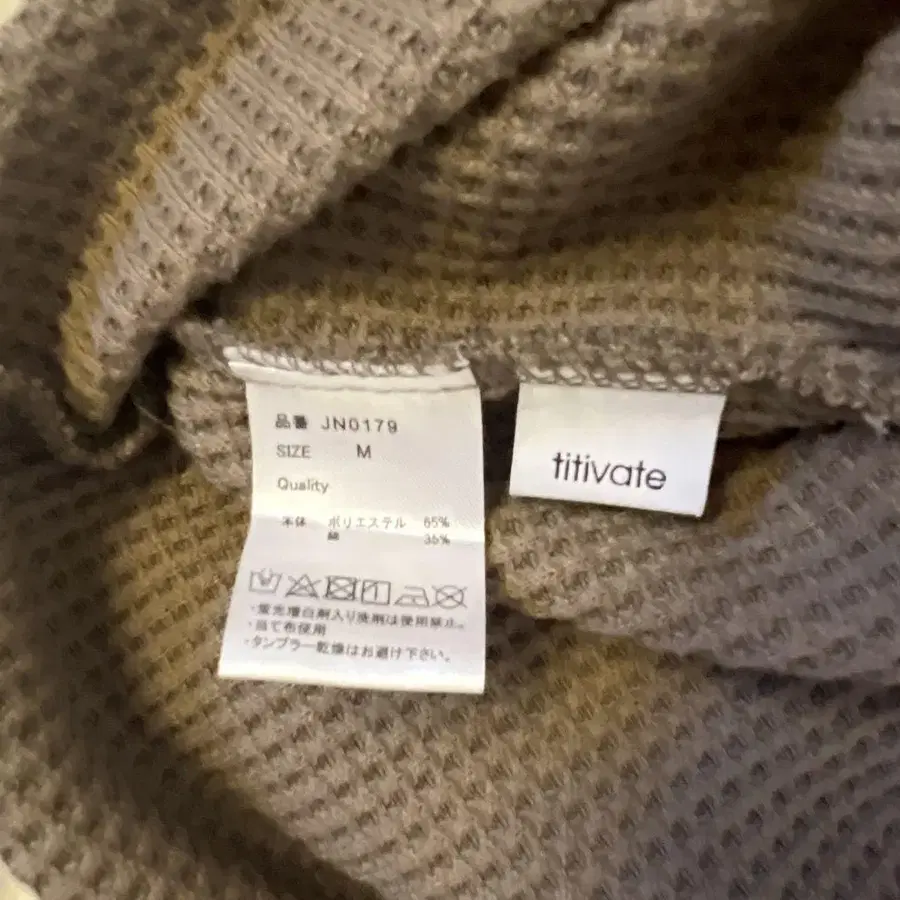 品番 JN0179
SIZE M
Quality
本体 ポリエステル 65%
綿 35%
・蛍光増白剤入り洗剤は使用禁止。
・当て布使用
・タンブラー乾燥はお避け下さい。
titivate